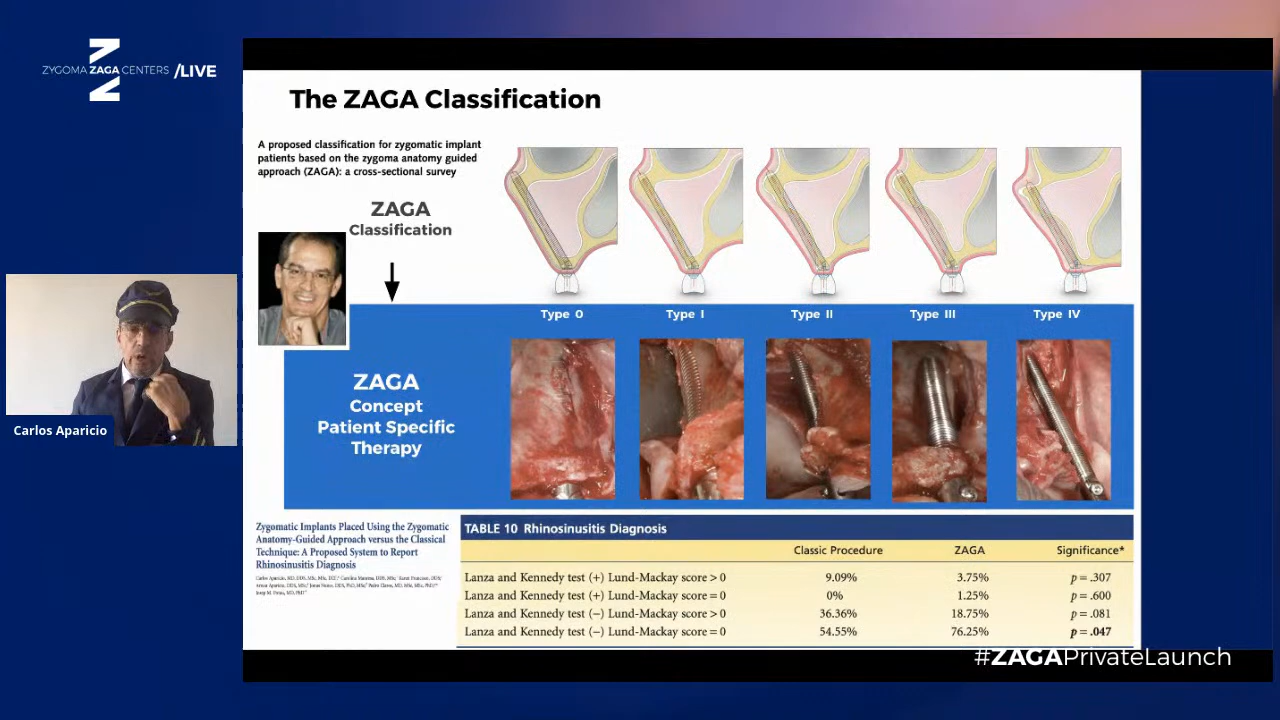 ZYGOMA ZAGA CENTERS /LIVE
The ZAGA Classification
A proposed classification for zygomatic implant
patients based on the zygoma anatomy guided
approach (ZAGA): a cross-sectional survey
ZAGA
Classification
Type 0 Type I Type II Type III Type IV
ZAGA
Concept
Patient Specific
Therapy
Carlos Aparicio
Zygomatic Implants Placed Using the Zygomatic
Anatomy-Guided Approach versus the Classical
Technique: A Proposed System to Report
Rhinosinusitis Diagnosis
TABLE 10 Rhinosinusitis Diagnosis
Classic Procedure ZAGA Significance*
Lanza and Kennedy test (+) Lund-Mackay score > 0 9.09% 3.75% p = .307
Lanza and Kennedy test (+) Lund-Mackay score = 0 0% 1.25% p = .600
Lanza and Kennedy test (−) Lund-Mackay score > 0 36.36% 18.75% p = .081
Lanza and Kennedy test (−) Lund-Mackay score = 0 54.55% 76.25% p = .047
#ZAGAPrivateLaunch